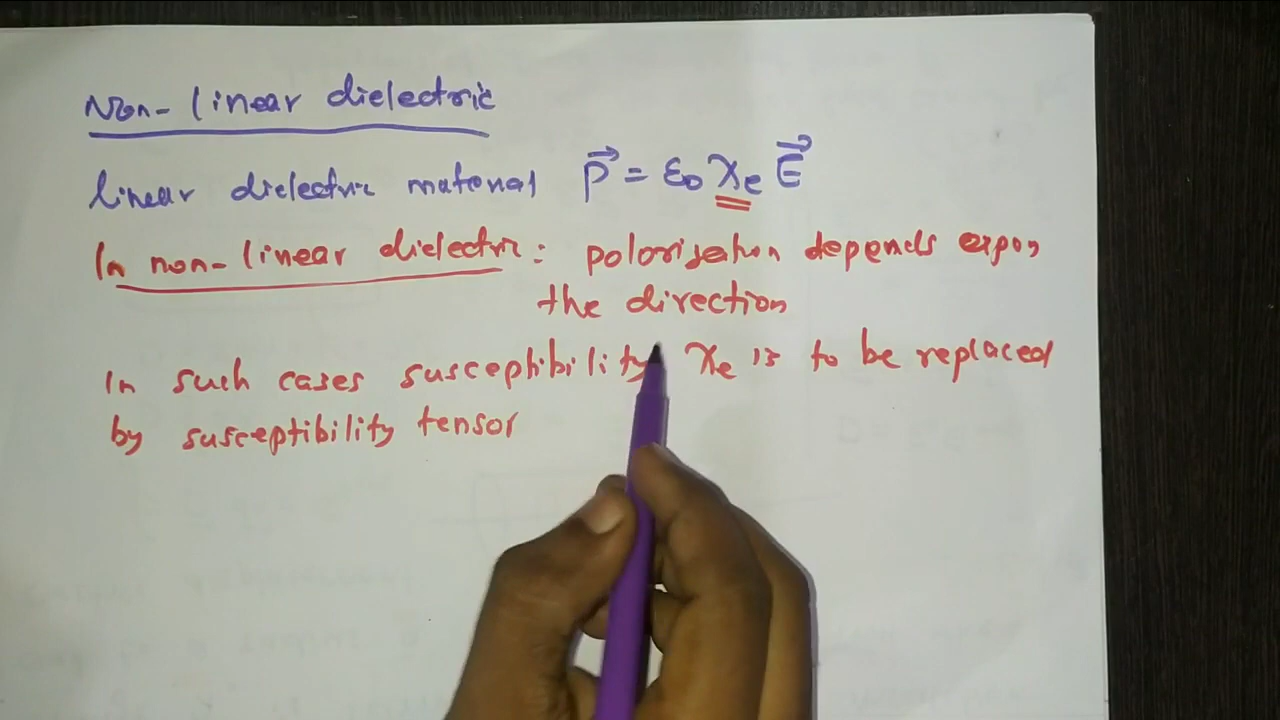 Non-linear dielectric
linear dielectric material P⃗ = ε₀ χₑ E⃗
In non-linear dielectric: polarisation depends
the direction
In such cases susceptibility χₑ is to be replaced
by susceptibility tensor